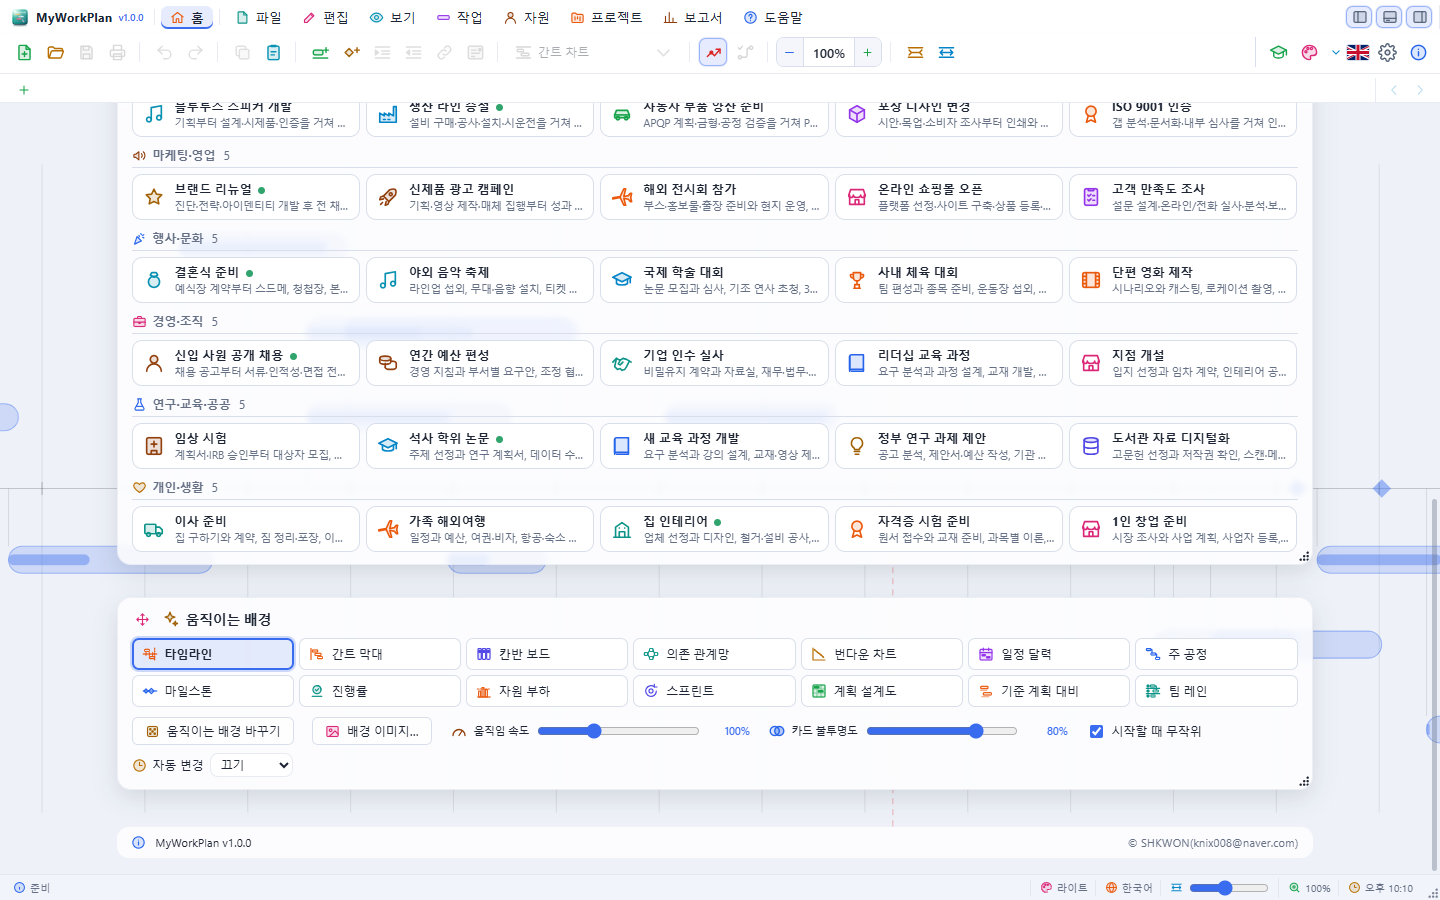 MyWorkPlan v1.0.0 홈 파일 편집 보기 작업 자원 프로젝트 보고서 도움말
간트 차트 100%
블루투스 스피커 개발 생산 라인 증설 자동차 부품 양산 준비 포장 디자인 변경 ISO 9001 인증
기획부터 설계·시제품·인증을 거쳐 ... 설비 구매·공사·설치·시운전을 거쳐 ... APQP 계획·금형·공정 검증을 거쳐 P... 시안·목업·소비자 조사부터 인쇄와 ... 갭 분석·문서화·내부 심사를 거쳐 인...
마케팅·영업 5
브랜드 리뉴얼 신제품 광고 캠페인 해외 전시회 참가 온라인 쇼핑몰 오픈 고객 만족도 조사
진단·전략·아이덴티티 개발 후 전 채... 기획·영상 제작·매체 집행부터 성과 ... 부스·홍보물·출장 준비와 현지 운영, ... 플랫폼 선정·사이트 구축·상품 등록·... 설문 설계·온라인/전화 실사·분석·보...
행사·문화 5
결혼식 준비 야외 음악 축제 국제 학술 대회 사내 체육 대회 단편 영화 제작
예식장 계약부터 스드메, 청첩장, 본... 라인업 섭외, 무대·음향 설치, 티켓 ... 논문 모집과 심사, 기조 연사 초청, 3... 팀 편성과 종목 준비, 운동장 섭외, ... 시나리오와 캐스팅, 로케이션 촬영, ...
경영·조직 5
신입 사원 공개 채용 연간 예산 편성 기업 인수 실사 리더십 교육 과정 지점 개설
채용 공고부터 서류·인적성·면접 전... 경영 지침과 부서별 요구안, 조정 협... 비밀유지 계약과 자료실, 재무·법무·... 요구 분석과 과정 설계, 교재 개발, ... 입지 선정과 임차 계약, 인테리어 공...
연구·교육·공공 5
임상 시험 석사 학위 논문 새 교육 과정 개발 정부 연구 과제 제안 도서관 자료 디지털화
계획서·IRB 승인부터 대상자 모집, ... 주제 선정과 연구 계획서, 데이터 수... 요구 분석과 강의 설계, 교재·영상 제... 공고 분석, 제안서·예산 작성, 기관 ... 고문헌 선정과 저작권 확인, 스캔·메...
개인·생활 5
이사 준비 가족 해외여행 집 인테리어 자격증 시험 준비 1인 창업 준비
집 구하기와 계약, 짐 정리·포장, 이... 일정과 예산, 여권·비자, 항공·숙소 ... 업체 선정과 디자인, 철거·설비 공사,... 원서 접수와 교재 준비, 과목별 이론,... 시장 조사와 사업 계획, 사업자 등록,...
움직이는 배경
타임라인 간트 막대 칸반 보드 의존 관계망 번다운 차트 일정 달력 주 공정
마일스톤 진행률 자원 부하 스프린트 계획 설계도 기준 계획 대비 팀 레인
움직이는 배경 바꾸기 배경 이미지... 움직임 속도 100% 카드 불투명도 80% 시작할 때 무작위
자동 변경 끄기
MyWorkPlan v1.0.0 © SHKWON(knix008@naver.com)
준비 라이트 한국어 100% 오후 10:10